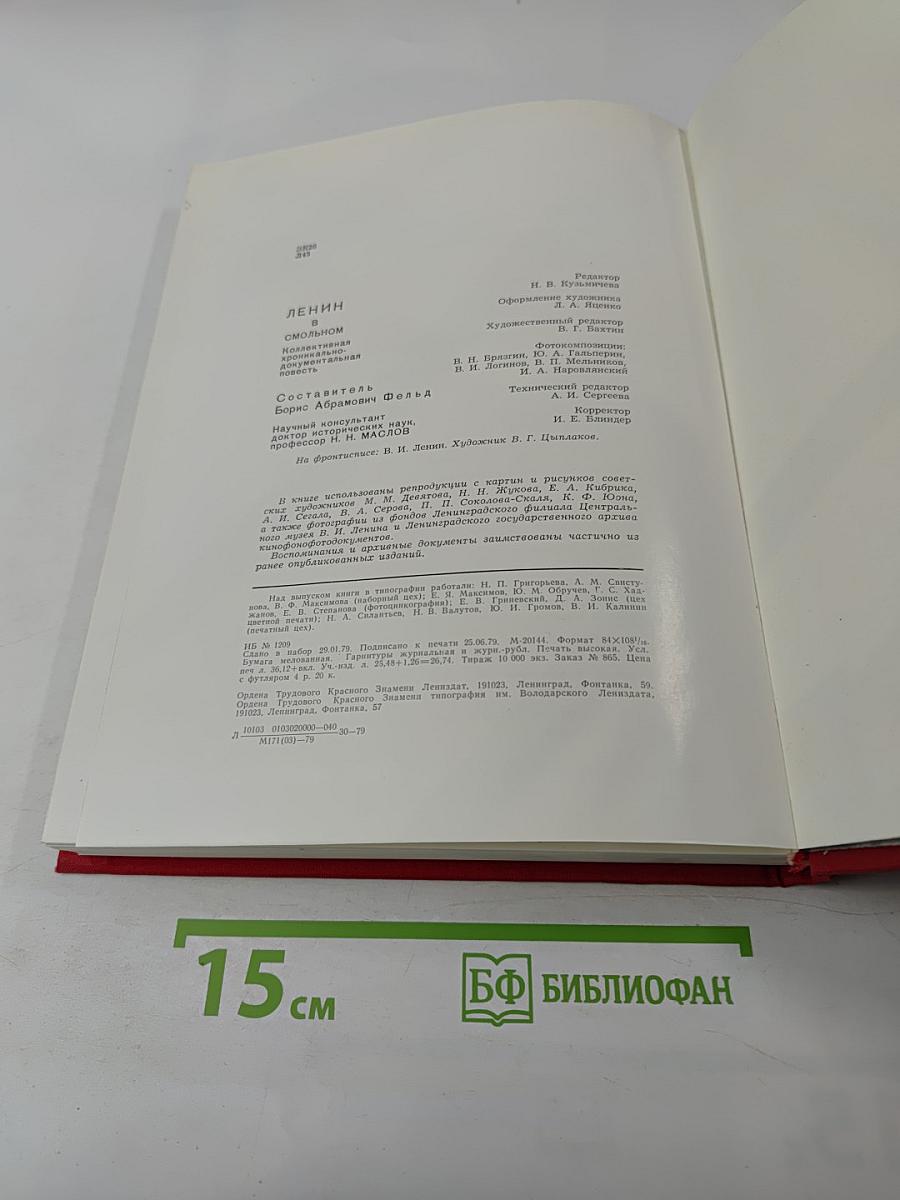 3К26
Л45
ЛЕНИН
В
СМОЛЬНОМ
Коллективная
хроникально-
документальная
повесть
Составитель
Борис Абрамович Фельд
Научный консультант
доктор исторических наук,
профессор Н. Н. МАСЛОВ
Редактор
Н. В. Кузьмичева
Оформление художника
Л. А. Яценко
Художественный редактор
В. Г. Бахтин
Фотокомпозиции:
В. Н. Брязгин, Ю. А. Гальперин,
В. И. Логинов, В. П. Мельников,
И. А. Наровлянский
Технический редактор
А. И. Сергеева
Корректор
И. Е. Блиндер
На фронтисписе: В. И. Ленин. Художник В. Г. Цыплаков.
В книге использованы репродукции с картин и рисунков совет-
ских художников М. М. Девятова, Н. Н. Жукова, Е. А. Кибрика,
А. И. Сегала, В. А. Серова, П. П. Соколова-Скаля, К. Ф. Юона,
а также фотографии из фондов Ленинградского филиала Централь-
ного музея В. И. Ленина и Ленинградского государственного архива
кинофонофотодокументов.
Воспоминания и архивные документы заимствованы частично из
ранее опубликованных изданий.
Над выпуском книги в типографии работали: Н. П. Григорьева, А. М. Свисту-
нова, В. Ф. Максимова (наборный цех); Е. Я. Максимов, Ю. М. Обручев, Г. С. Хад-
жанов, Е. В. Степанова (фотоцинкография); Е. В. Гриневский, Д. А. Зонис (цех
цветной печати); Н. А. Силантьев, Н. В. Валутов, Ю. И. Громов, В. И. Калинин
(печатный цех).
ИБ № 1209
Сдано в набор 29.01.79. Подписано к печати 25.06.79. М-20144. Формат 84×108¹/₁₆.
Бумага мелованная. Гарнитуры журнальная и журн.-рубл. Печать высокая. Усл.
печ л. 36,12+вкл. Уч.-изд. л. 25,48+1,26=26,74. Тираж 10 000 экз. Заказ № 865. Цена
с футляром 4 р. 20 к.
Ордена Трудового Красного Знамени Лениздат, 191023, Ленинград, Фонтанка, 59.
Ордена Трудового Красного Знамени типография им. Володарского Лениздата,
191023, Ленинград, Фонтанка, 57
Л 10103 0103020000—040 30—79
М171(03)—79
15 см
БФ БИБЛИОФАН